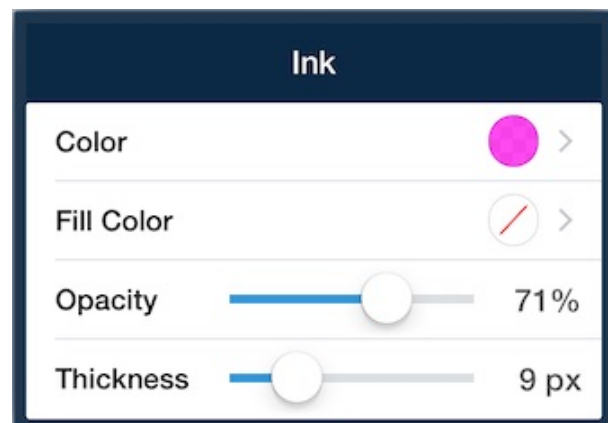 Ink
Color
Fill Color
Opacity 71%
Thickness 9 px